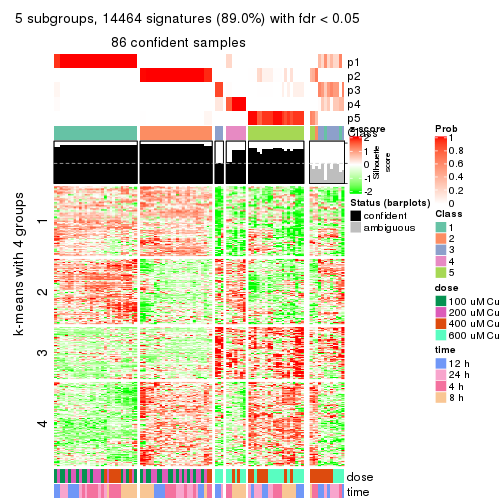 5 subgroups, 14464 signatures (89.0%) with fdr < 0.05
86 confident samples
p1
p2
p3
p4
p5
Class
z-score
2
1
0
-1
-2
Silhouette
score
Status (barplots)
confident
ambiguous
k-means with 4 groups
1
2
3
4
dose
time
Prob
1
0.8
0.6
0.4
0.2
0
Class
1
2
3
4
5
dose
100 uM Cu
200 uM Cu
400 uM Cu
600 uM Cu
time
12 h
24 h
4 h
8 h